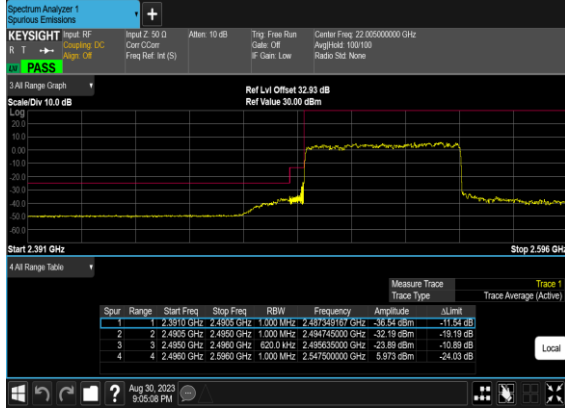 Spectrum Analyzer 1
Spurious Emissions
+
KEYSIGHT
R T
LXI PASS
Input: RF
Coupling: DC
Align: Off
Input Z: 50 Ω
Corr CCorr
Freq Ref: Int (S)
Atten: 10 dB
Trig: Free Run
Gate: Off
IF Gain: Low
Center Freq: 22.005000000 GHz
Avg|Hold: 100/100
Radio Std: None
3 All Range Graph
Ref Lvl Offset 32.93 dB
Scale/Div 10.0 dB
Ref Value 30.00 dBm
Log
20.0
10.0
0.00
-10.0
-20.0
-30.0
-40.0
-50.0
-60.0
Start 2.391 GHz
Stop 2.596 GHz
4 All Range Table
Measure Trace Trace 1
Trace Type Trace Average (Active)
Spur Range Start Freq Stop Freq RBW Frequency Amplitude ΔLimit
1 1 2.3910 GHz 2.4905 GHz 1.000 MHz 2.487349167 GHz -36.54 dBm -11.54 dB
2 2 2.4905 GHz 2.4950 GHz 1.000 MHz 2.494745000 GHz -32.19 dBm -19.19 dB
3 3 2.4950 GHz 2.4960 GHz 620.0 kHz 2.495635000 GHz -23.89 dBm -10.89 dB
4 4 2.4960 GHz 2.5960 GHz 1.000 MHz 2.547500000 GHz 5.973 dBm -24.03 dB
Local
?
Aug 30, 2023
9:05:08 PM